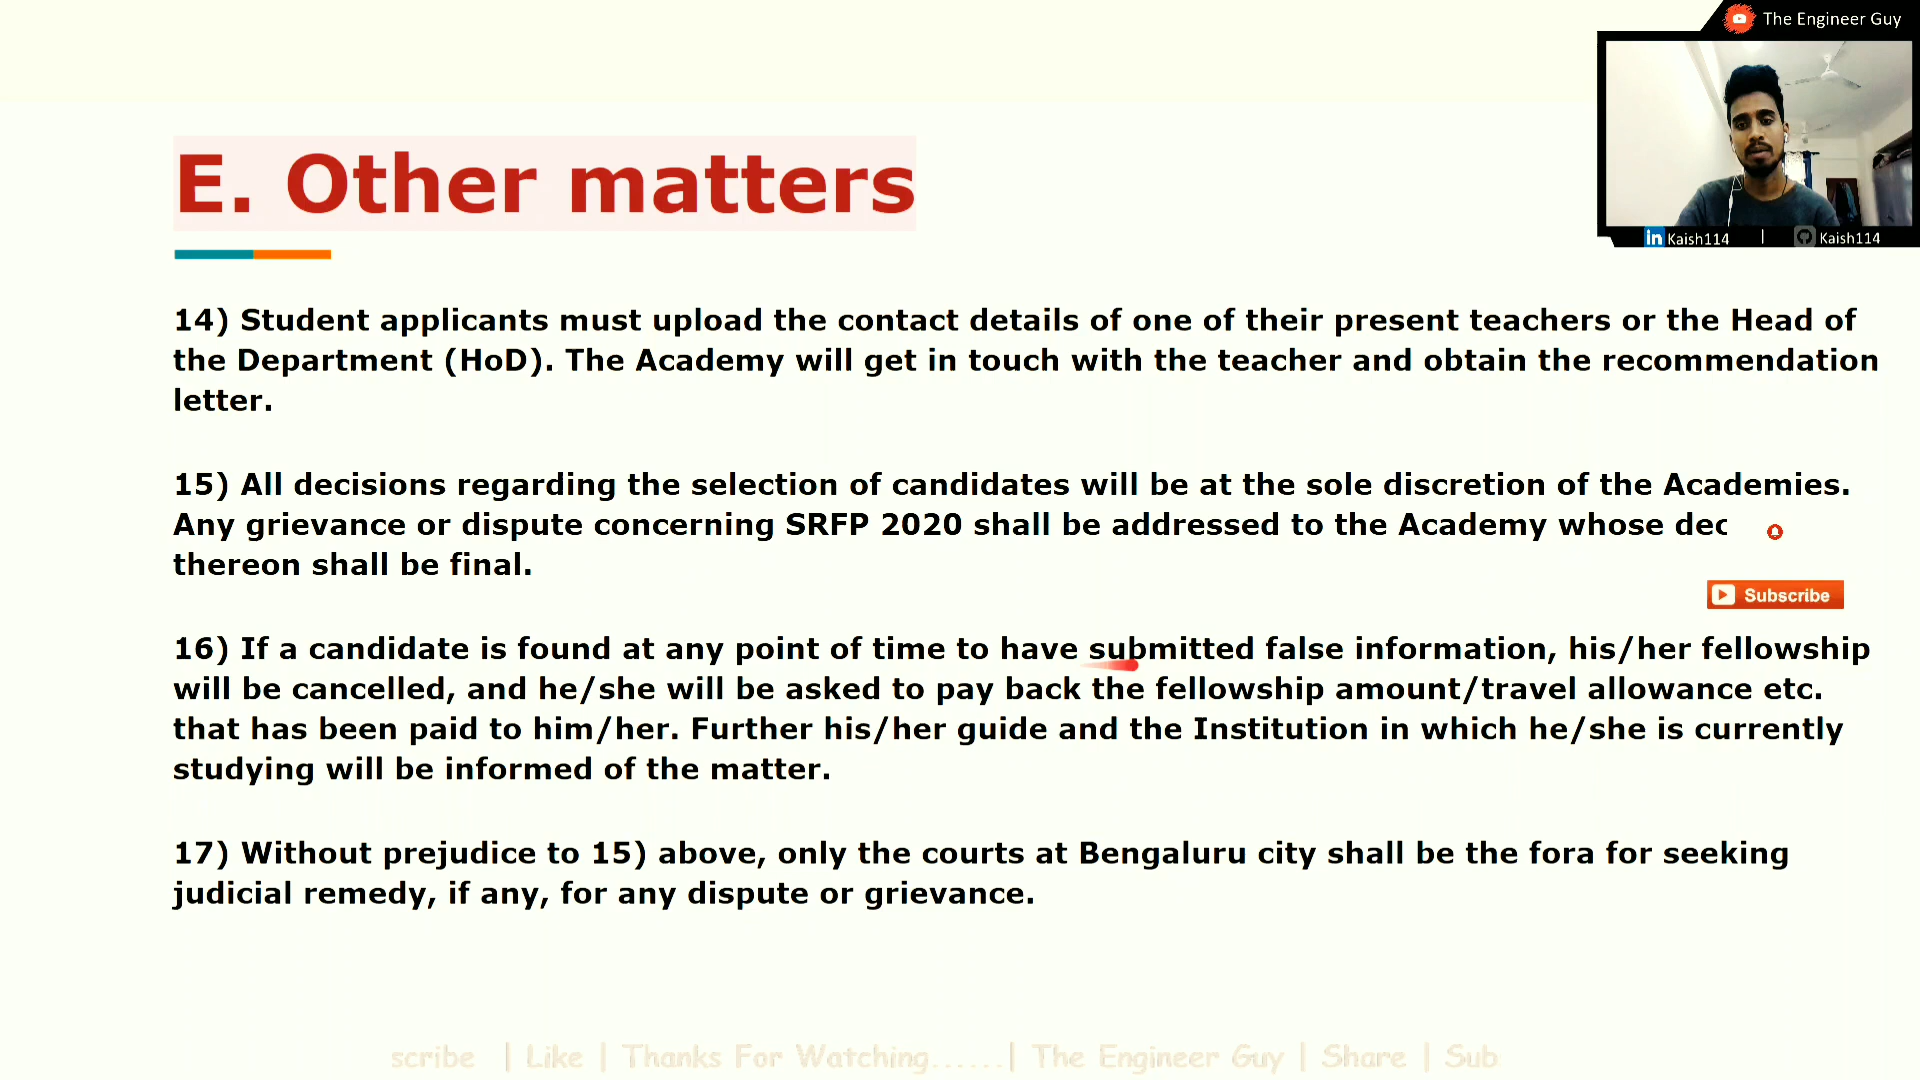 The Engineer Guy
in Kaish114 | Kaish114
E. Other matters
14) Student applicants must upload the contact details of one of their present teachers or the Head of
the Department (HoD). The Academy will get in touch with the teacher and obtain the recommendation
letter.
15) All decisions regarding the selection of candidates will be at the sole discretion of the Academies.
Any grievance or dispute concerning SRFP 2020 shall be addressed to the Academy whose dec
thereon shall be final.
Subscribe
16) If a candidate is found at any point of time to have submitted false information, his/her fellowship
will be cancelled, and he/she will be asked to pay back the fellowship amount/travel allowance etc.
that has been paid to him/her. Further his/her guide and the Institution in which he/she is currently
studying will be informed of the matter.
17) Without prejudice to 15) above, only the courts at Bengaluru city shall be the fora for seeking
judicial remedy, if any, for any dispute or grievance.
scribe | Like | Thanks For Watching......| The Engineer Guy | Share | Sub